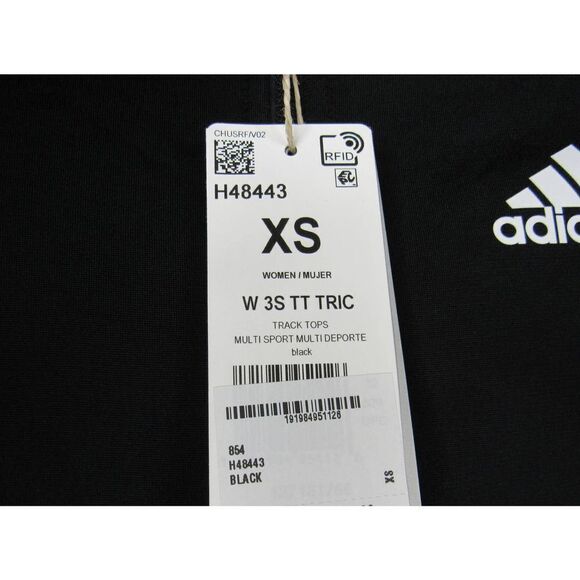 CHUSRF/V02
RFID
H48443
XS
WOMEN / MUJER
W 3S TT TRIC
TRACK TOPS
MULTI SPORT MULTI DEPORTE
black
191984951126
854
H48443
BLACK
XS
adid